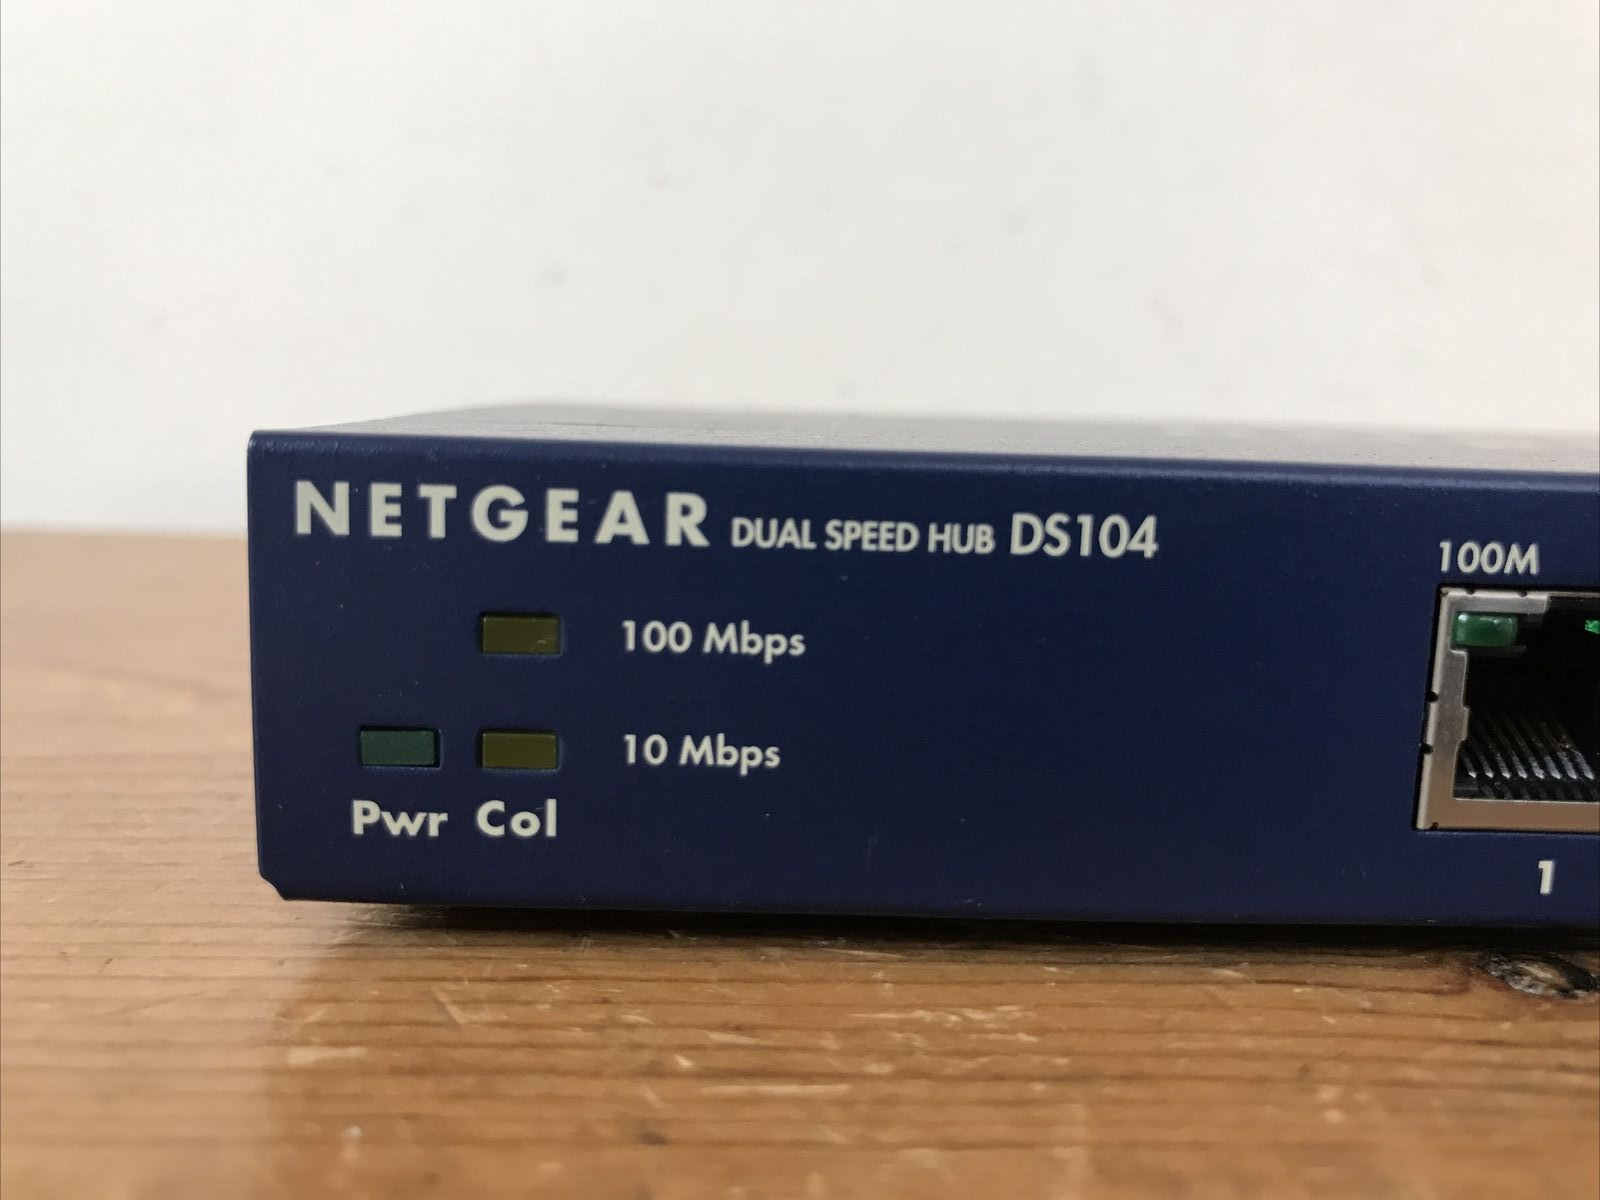 NETGEAR DUAL SPEED HUB DS104
100M
100 Mbps
10 Mbps
Pwr Col
1